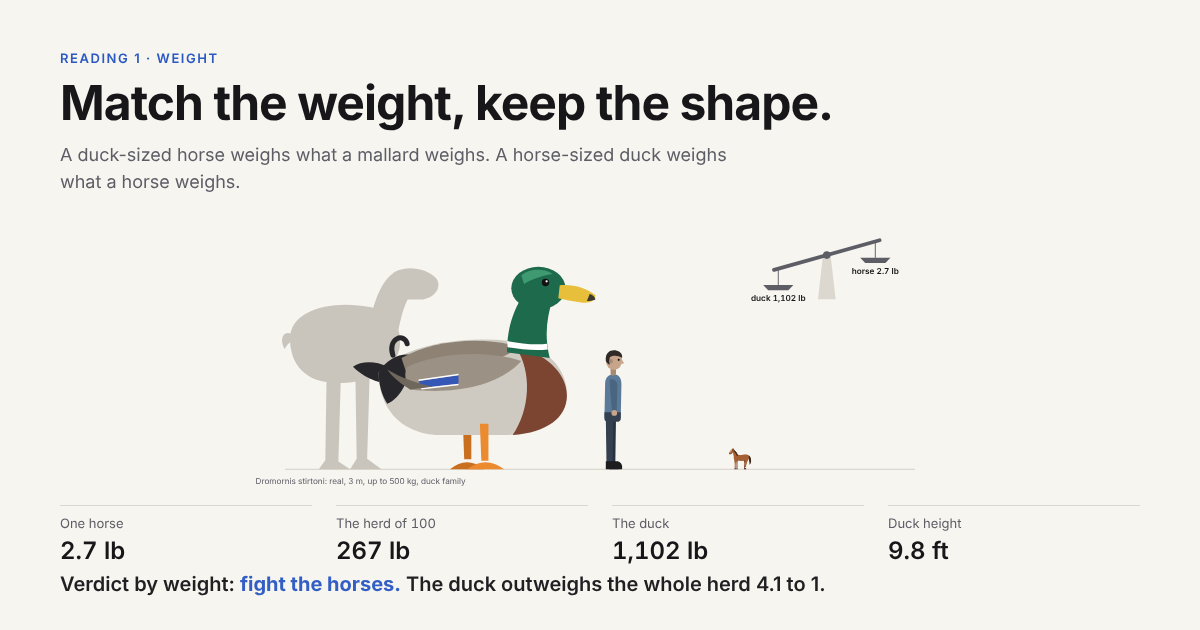 READING 1 · WEIGHT
Match the weight, keep the shape.
A duck-sized horse weighs what a mallard weighs. A horse-sized duck weighs
what a horse weighs.
horse 2.7 lb
duck 1,102 lb
Dromornis stirtoni: real, 3 m, up to 500 kg, duck family
One horse
2.7 lb
The herd of 100
267 lb
The duck
1,102 lb
Duck height
9.8 ft
Verdict by weight: fight the horses. The duck outweighs the whole herd 4.1 to 1.